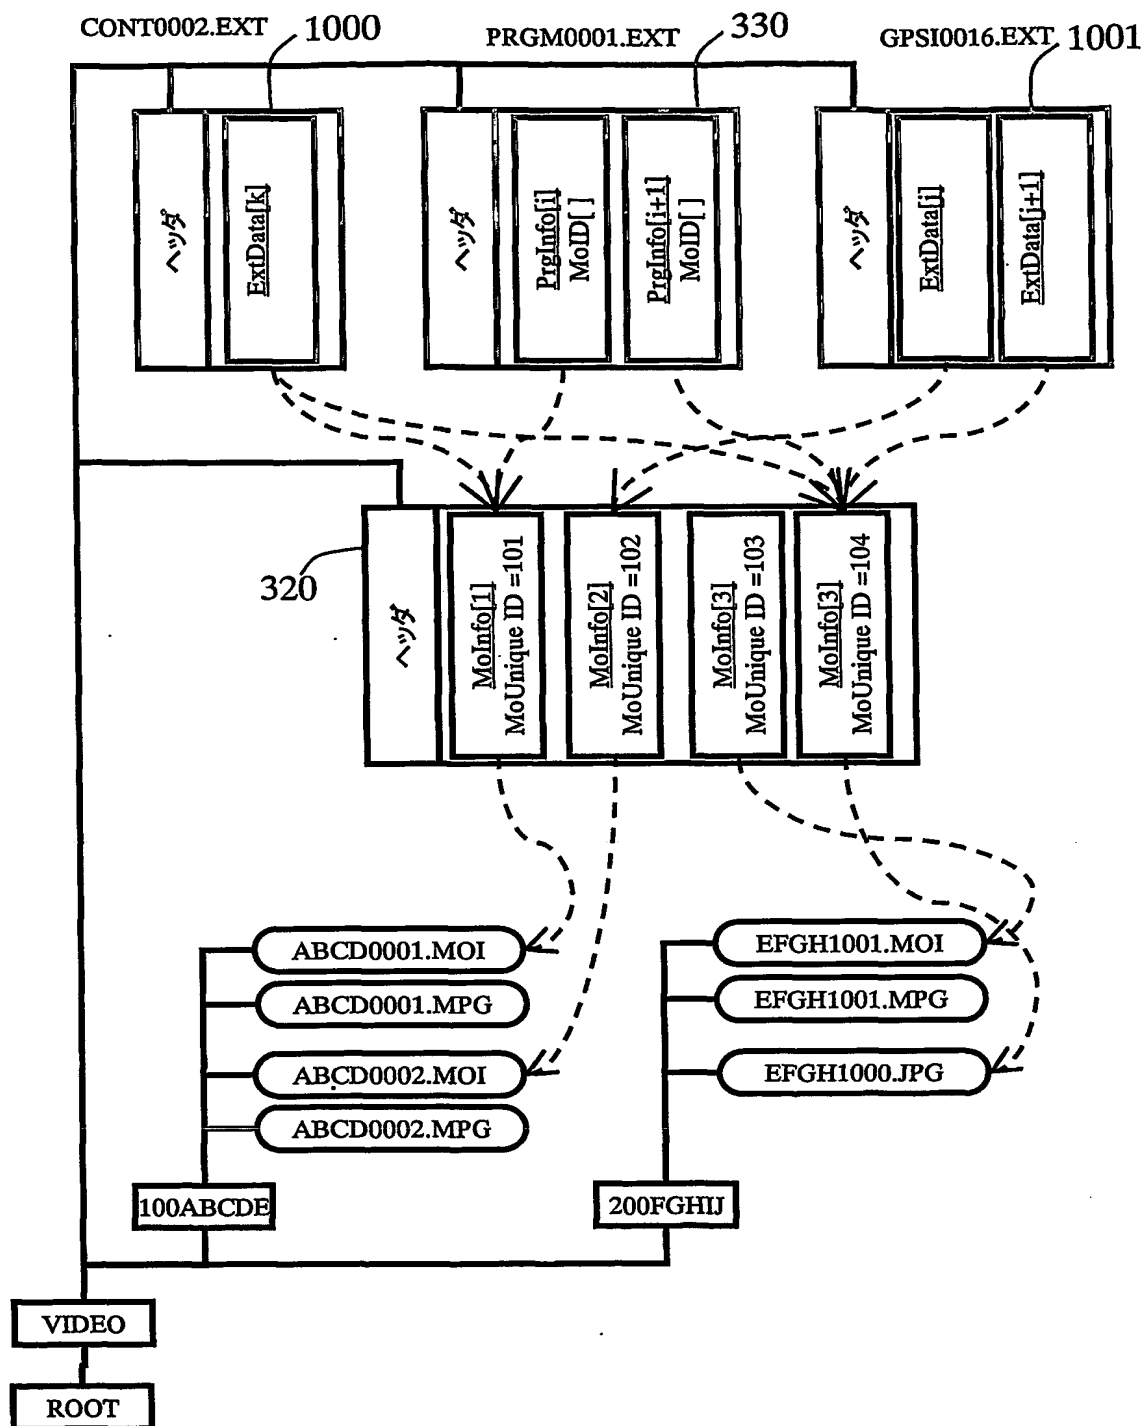 CONT0002.EXT
1000
PRGM0001.EXT
330
GPSI0016.EXT
1001
ヘッダ
ExtData[k]
ヘッダ
PrgInfo[i]
MoID[ ]
PrgInfo[i+1]
MoID[ ]
ヘッダ
ExtData[j]
ExtData[j+1]
320
ヘッダ
MoInfo[1]
MoUnique ID =101
MoInfo[2]
MoUnique ID =102
MoInfo[3]
MoUnique ID =103
MoInfo[3]
MoUnique ID =104
ABCD0001.MOI
ABCD0001.MPG
ABCD0002.MOI
ABCD0002.MPG
100ABCDE
EFGH1001.MOI
EFGH1001.MPG
EFGH1000.JPG
200FGHIJ
VIDEO
ROOT